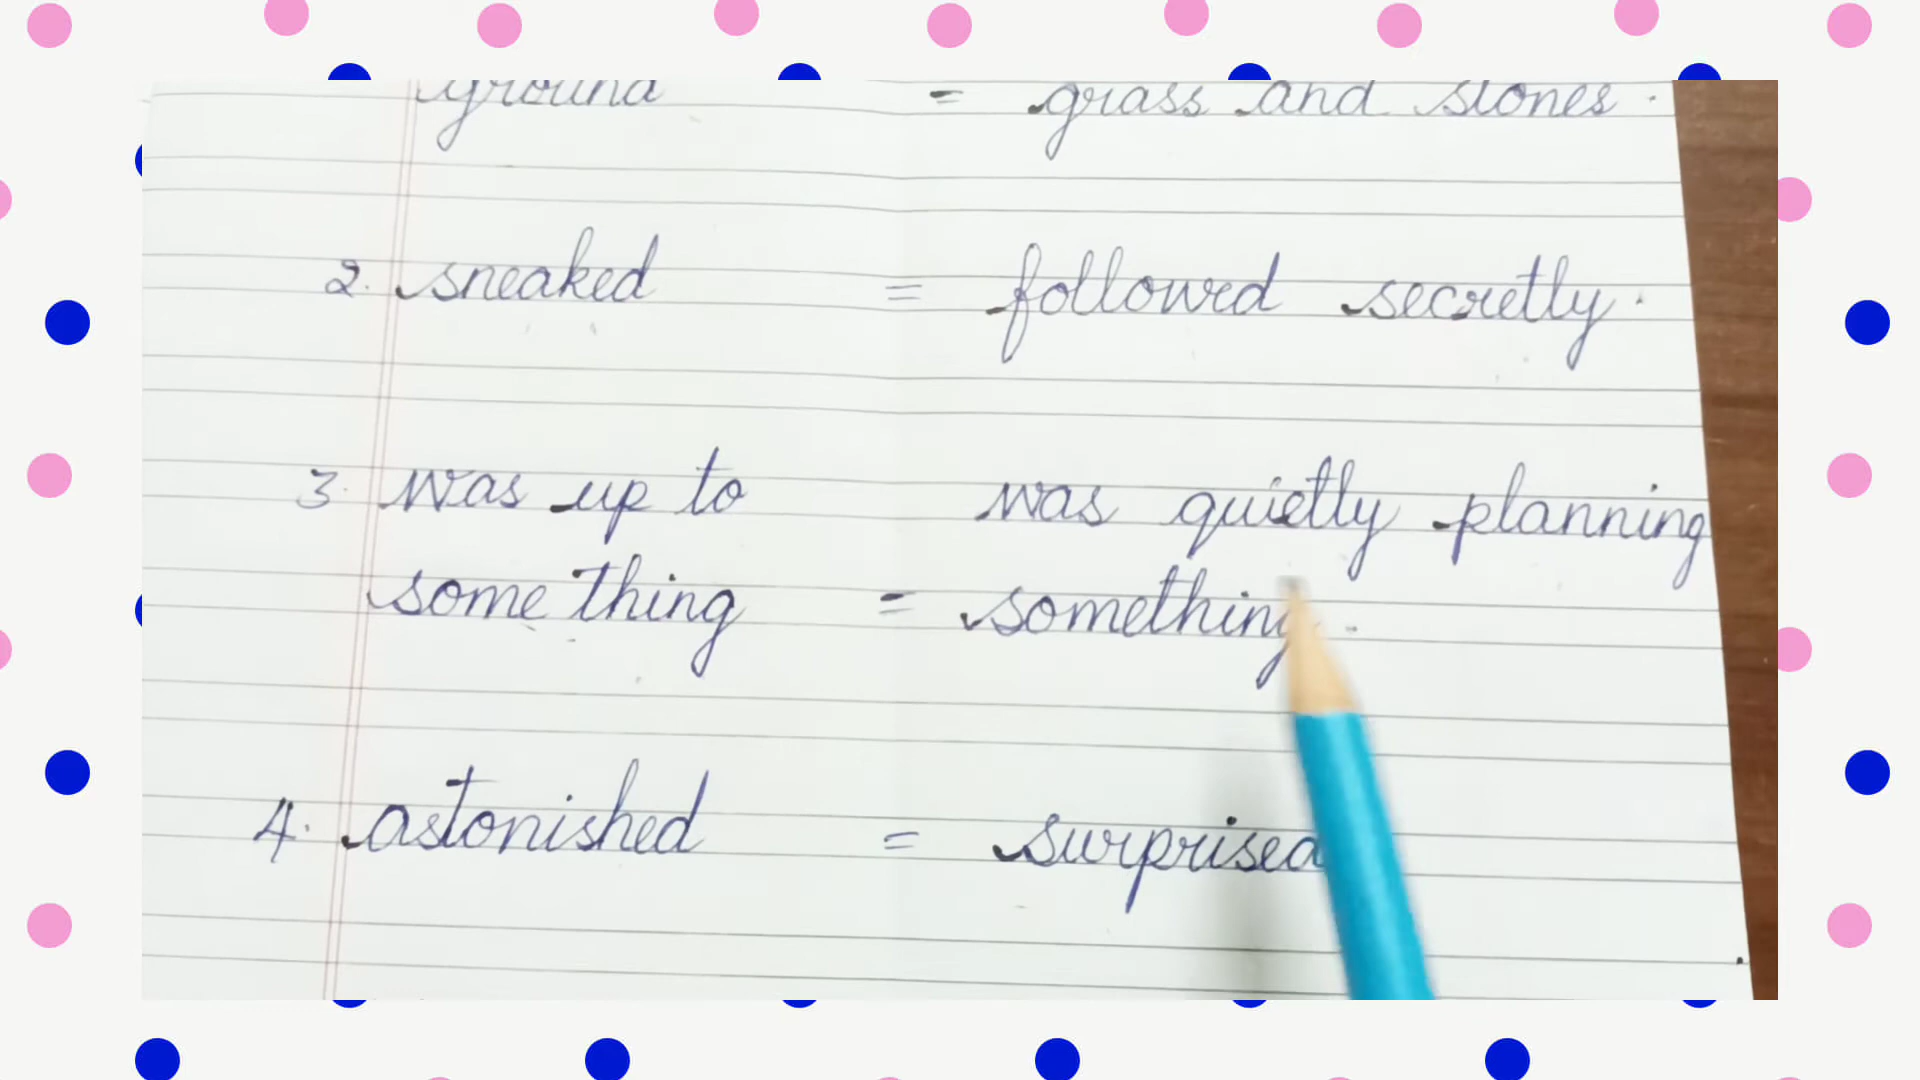 ground = grass and stones.
2. sneaked = followed secretly.
3. was up to was quietly planning
something = something.
4. astonished = surprised